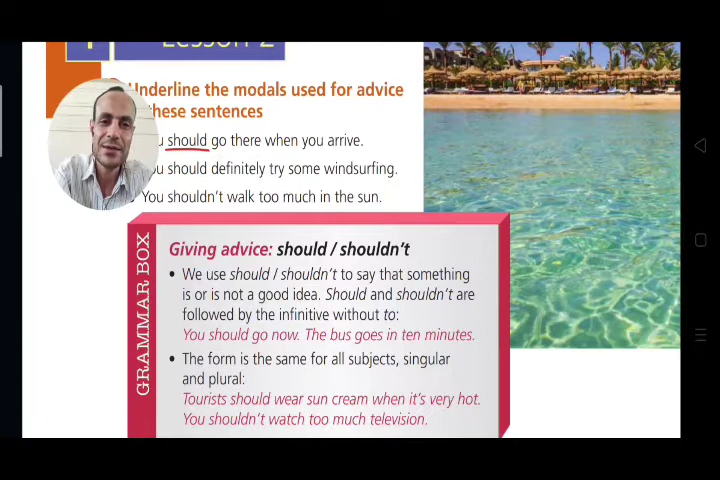 Lesson 2
Underline the modals used for advice
these sentences
should go there when you arrive.
should definitely try some windsurfing.
You shouldn't walk too much in the sun.
GRAMMAR BOX
Giving advice: should / shouldn't
• We use should / shouldn't to say that something
is or is not a good idea. Should and shouldn't are
followed by the infinitive without to:
You should go now. The bus goes in ten minutes.
• The form is the same for all subjects, singular
and plural:
Tourists should wear sun cream when it's very hot.
You shouldn't watch too much television.